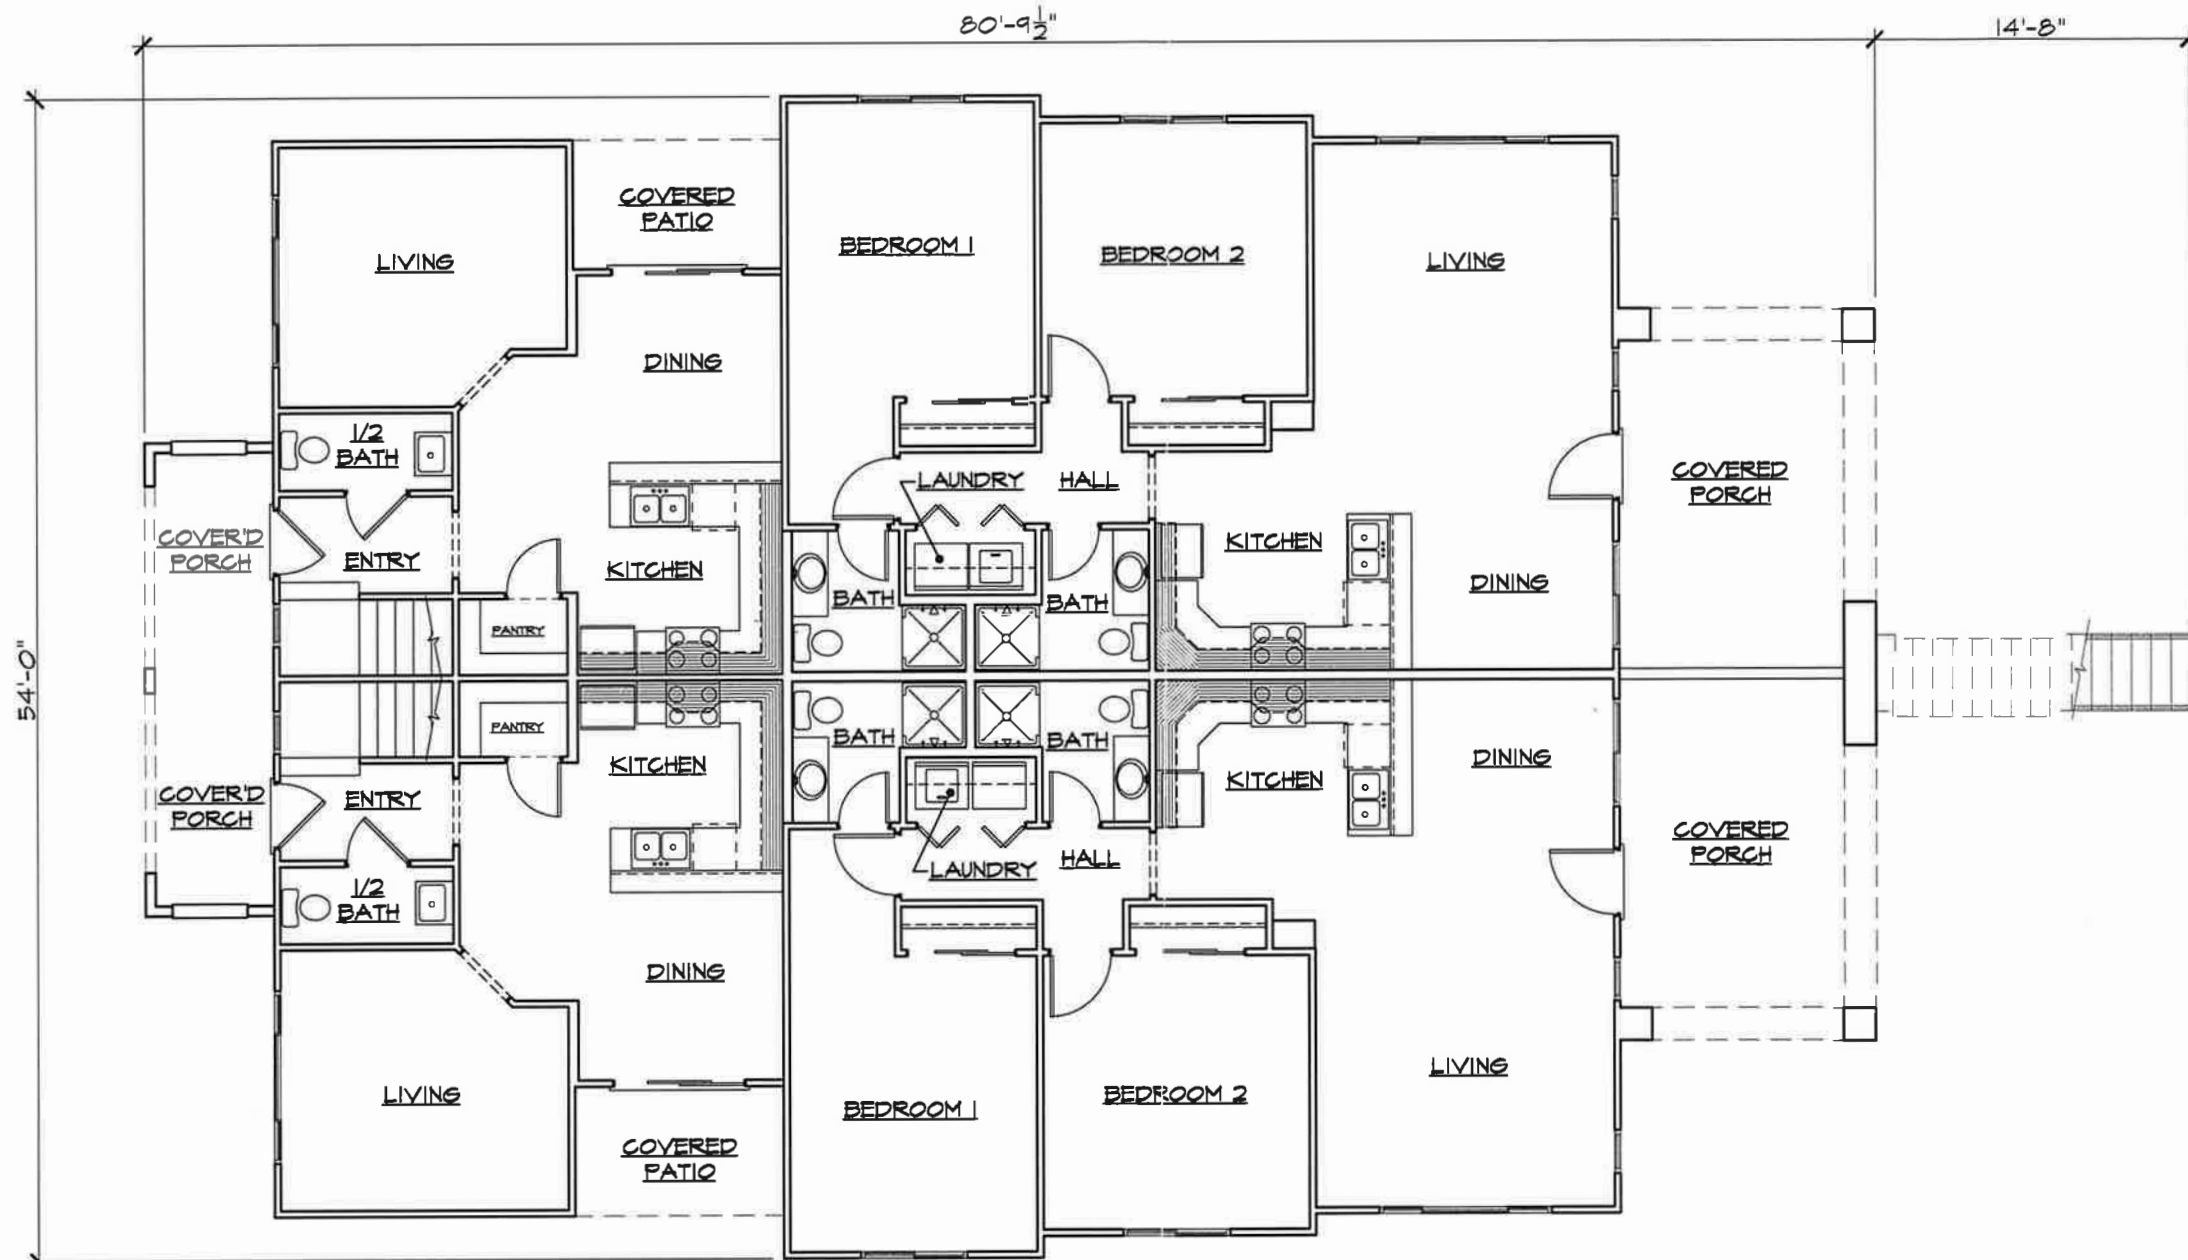 80'-9 1/2"
14'-8"
54'-0"
COVERED
PATIO
LIVING
BEDROOM 1
BEDROOM 2
LIVING
DINING
1/2
BATH
COVER'D
PORCH
ENTRY
KITCHEN
PANTRY
LAUNDRY
HALL
BATH
BATH
KITCHEN
DINING
COVERED
PORCH
PANTRY
KITCHEN
BATH
BATH
KITCHEN
DINING
COVER'D
PORCH
ENTRY
LAUNDRY
HALL
COVERED
PORCH
1/2
BATH
DINING
LIVING
BEDROOM 1
BEDROOM 2
LIVING
COVERED
PATIO